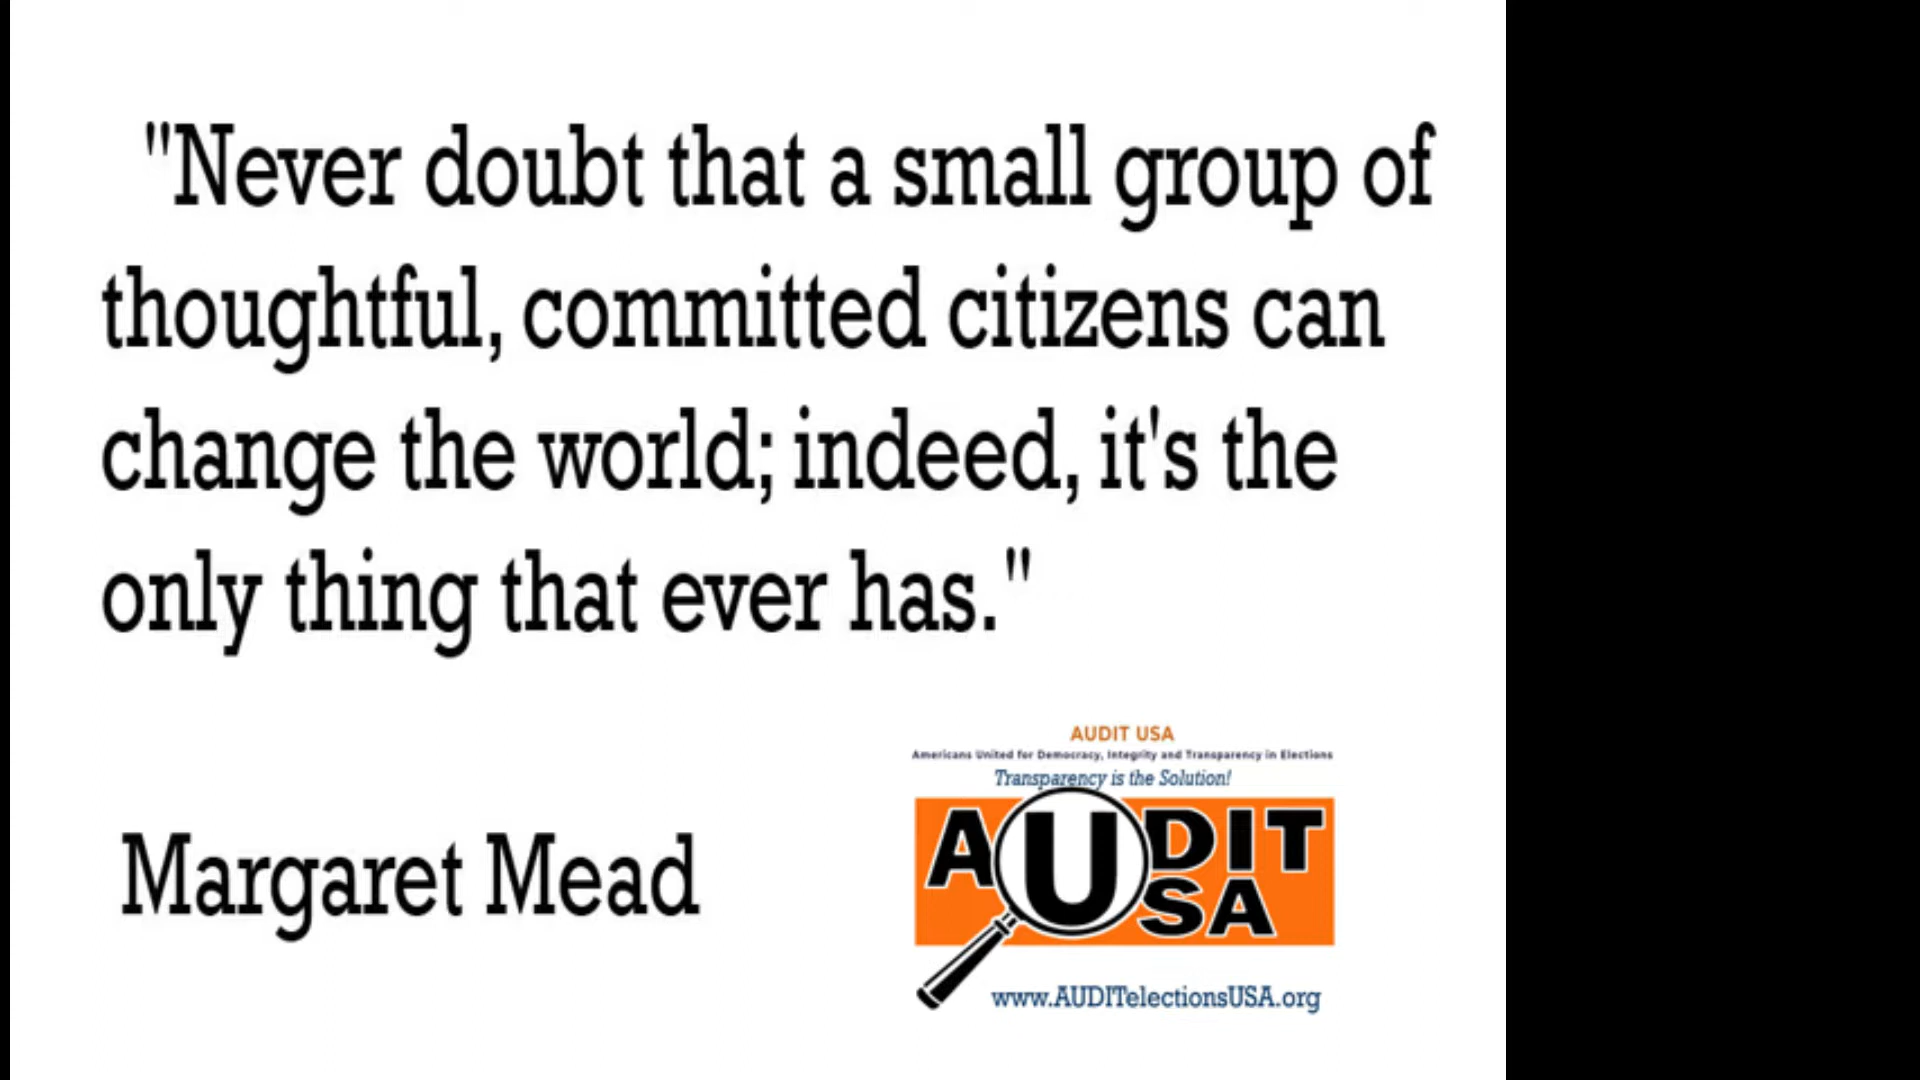 "Never doubt that a small group of
thoughtful, committed citizens can
change the world; indeed, it's the
only thing that ever has."
Margaret Mead
AUDIT USA
Americans United for Democracy, Integrity and Transparency in Elections
Transparency is the Solution!
AUDIT
USA
www.AUDITelectionsUSA.org